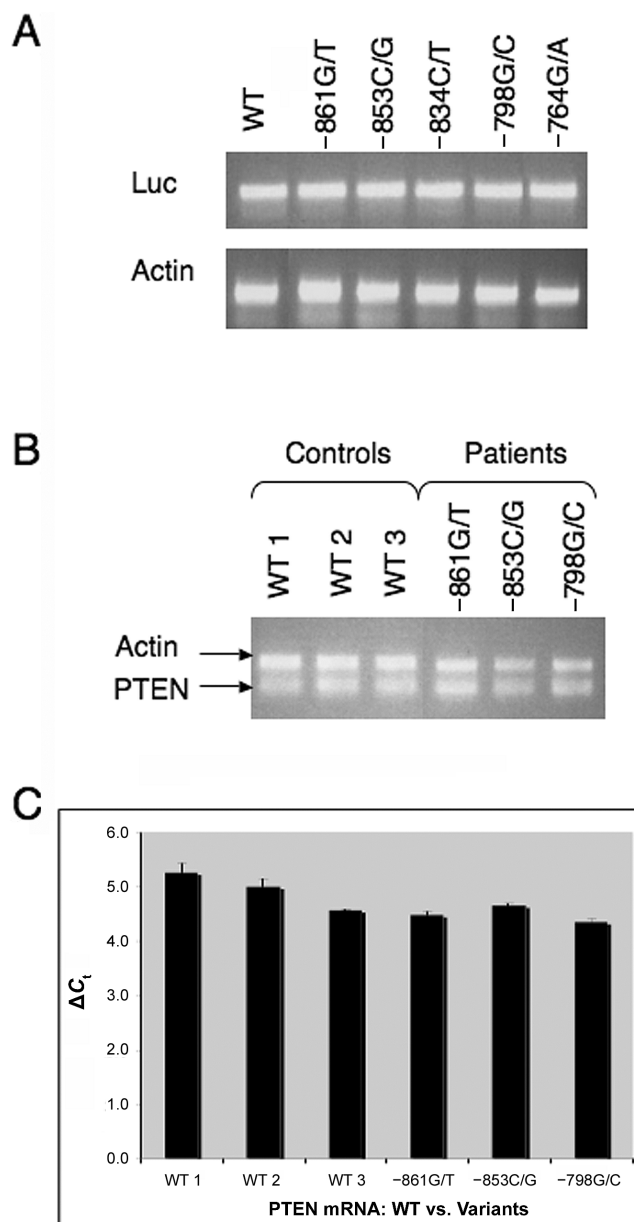 A
WT
−861G/T
−853C/G
−834C/T
−798G/C
−764G/A
Luc
Actin
B
Controls
Patients
WT 1
WT 2
WT 3
−861G/T
−853C/G
−798G/C
Actin
PTEN
C
6.0
5.0
4.0
3.0
2.0
1.0
0.0
ΔCt
WT 1
WT 2
WT 3
−861G/T
−853C/G
−798G/C
PTEN mRNA: WT vs. Variants